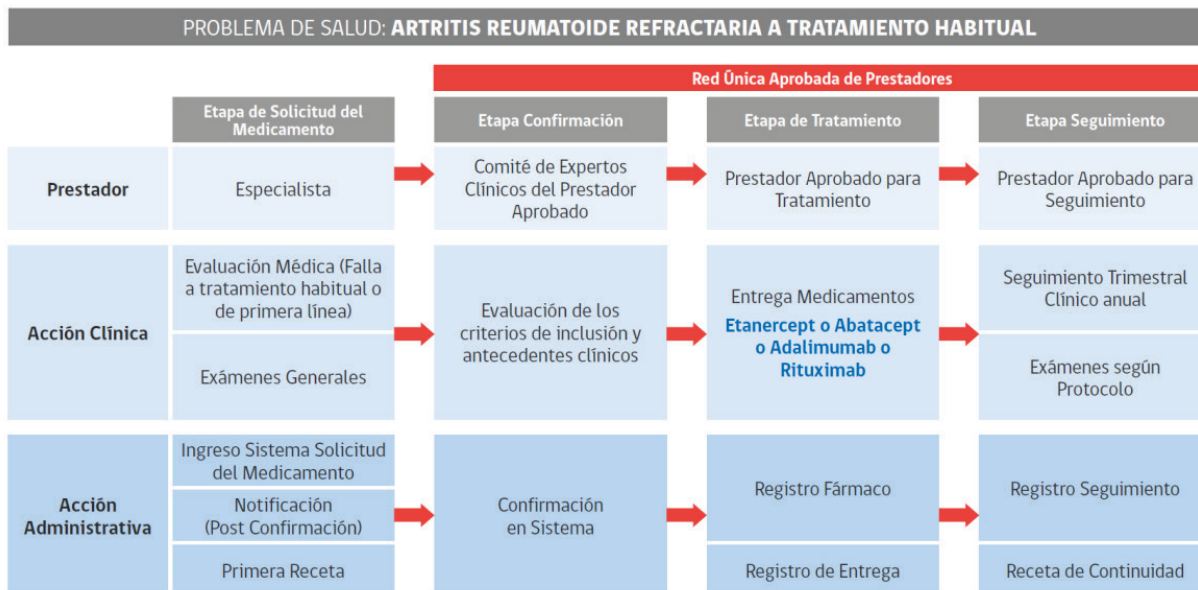 PROBLEMA DE SALUD: ARTRITIS REUMATOIDE REFRACTARIA A TRATAMIENTO HABITUAL
Red Única Aprobada de Prestadores
Etapa de Solicitud del
Medicamento
Etapa Confirmación
Etapa de Tratamiento
Etapa Seguimiento
Prestador
Especialista
Comité de Expertos
Clínicos del Prestador
Aprobado
Prestador Aprobado para
Tratamiento
Prestador Aprobado para
Seguimiento
Acción Clínica
Evaluación Médica (Falla
a tratamiento habitual o
de primera línea)
Exámenes Generales
Evaluación de los
criterios de inclusión y
antecedentes clínicos
Entrega Medicamentos
Etanercept o Abatacept
o Adalimumab o
Rituximab
Seguimiento Trimestral
Clínico anual
Exámenes según
Protocolo
Acción
Administrativa
Ingreso Sistema Solicitud
del Medicamento
Notificación
(Post Confirmación)
Primera Receta
Confirmación
en Sistema
Registro Fármaco
Registro de Entrega
Registro Seguimiento
Receta de Continuidad